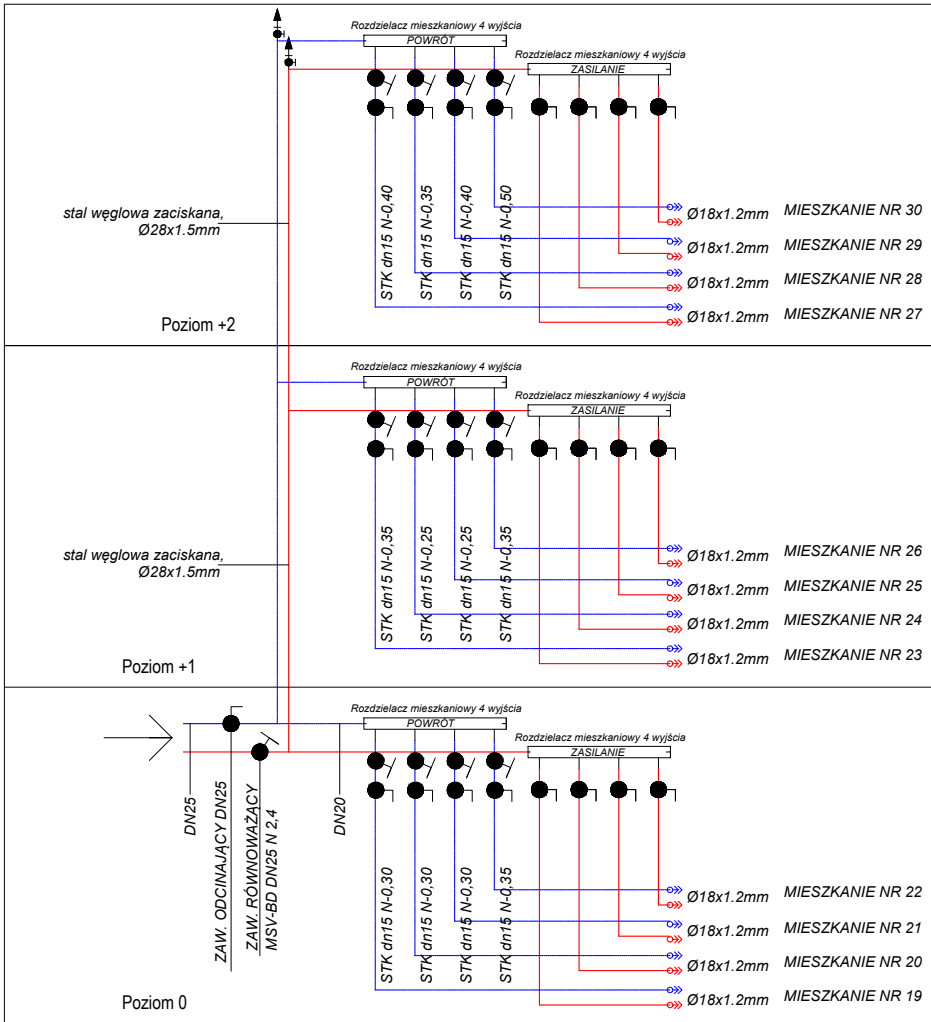 Rozdzielacz mieszkaniowy 4 wyjścia
POWRÓT
Rozdzielacz mieszkaniowy 4 wyjścia
ZASILANIE
stal węglowa zaciskana,
Ø28x1.5mm
STK dn15 N-0,40
STK dn15 N-0,35
STK dn15 N-0,40
STK dn15 N-0,50
Ø18x1.2mm MIESZKANIE NR 30
Ø18x1.2mm MIESZKANIE NR 29
Ø18x1.2mm MIESZKANIE NR 28
Ø18x1.2mm MIESZKANIE NR 27
Poziom +2
Rozdzielacz mieszkaniowy 4 wyjścia
POWRÓT
Rozdzielacz mieszkaniowy 4 wyjścia
ZASILANIE
stal węglowa zaciskana,
Ø28x1.5mm
STK dn15 N-0,35
STK dn15 N-0,25
STK dn15 N-0,25
STK dn15 N-0,35
Ø18x1.2mm MIESZKANIE NR 26
Ø18x1.2mm MIESZKANIE NR 25
Ø18x1.2mm MIESZKANIE NR 24
Ø18x1.2mm MIESZKANIE NR 23
Poziom +1
Rozdzielacz mieszkaniowy 4 wyjścia
POWRÓT
Rozdzielacz mieszkaniowy 4 wyjścia
ZASILANIE
DN25
ZAW. ODCINAJĄCY DN25
ZAW. RÓWNOWAŻĄCY
MSV-BD DN25 N 2,4
DN20
STK dn15 N-0,30
STK dn15 N-0,30
STK dn15 N-0,30
STK dn15 N-0,35
Ø18x1.2mm MIESZKANIE NR 22
Ø18x1.2mm MIESZKANIE NR 21
Ø18x1.2mm MIESZKANIE NR 20
Ø18x1.2mm MIESZKANIE NR 19
Poziom 0